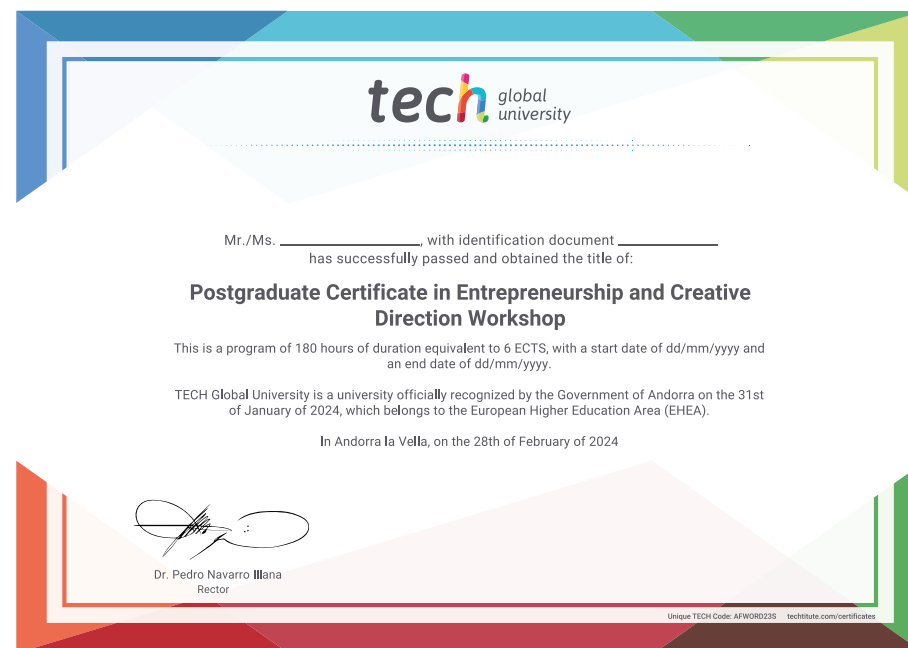 tech global university
Mr./Ms. ____________________, with identification document ______________
has successfully passed and obtained the title of:
Postgraduate Certificate in Entrepreneurship and Creative
Direction Workshop
This is a program of 180 hours of duration equivalent to 6 ECTS, with a start date of dd/mm/yyyy and
an end date of dd/mm/yyyy.
TECH Global University is a university officially recognized by the Government of Andorra on the 31st
of January of 2024, which belongs to the European Higher Education Area (EHEA).
In Andorra la Vella, on the 28th of February of 2024
Dr. Pedro Navarro Illana
Rector
Unique TECH Code: AFWORD23S techtitute.com/certificates